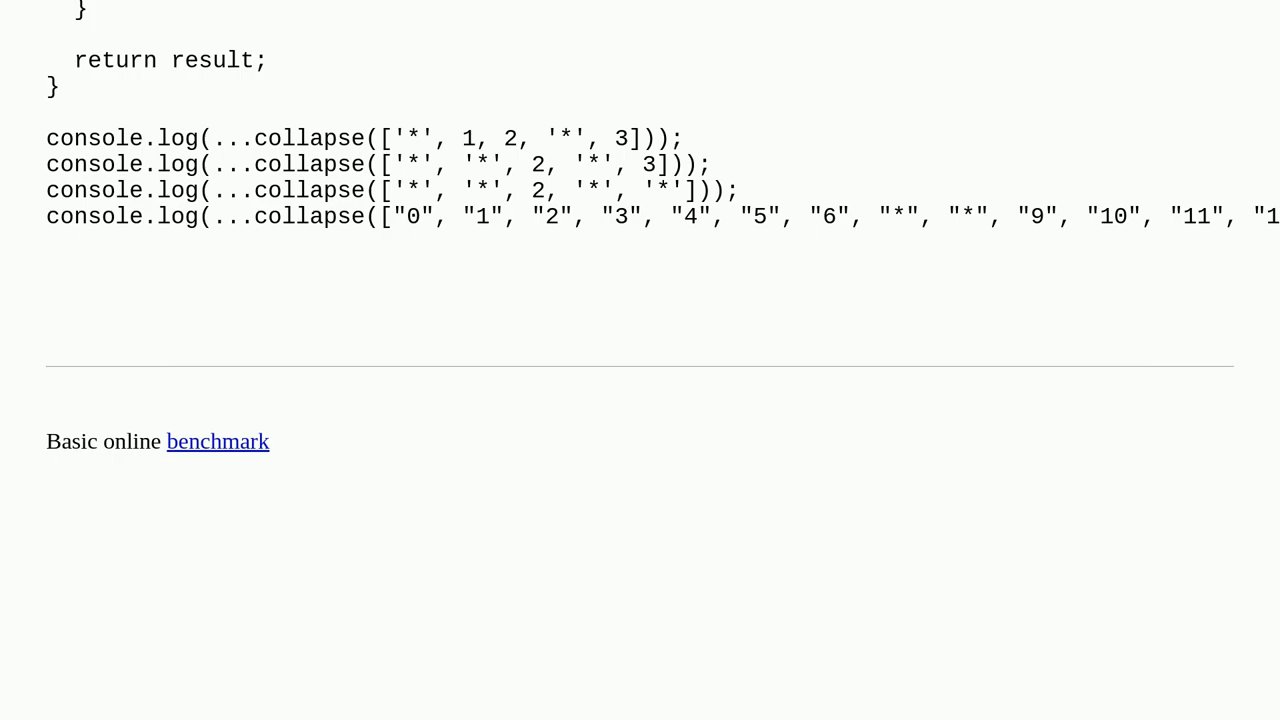 }
return result;
}
console.log(...collapse(['*', 1, 2, '*', 3]));
console.log(...collapse(['*', '*', 2, '*', 3]));
console.log(...collapse(['*', '*', 2, '*', '*']));
console.log(...collapse(["0", "1", "2", "3", "4", "5", "6", "*", "*", "9", "10", "11", "1
Basic online benchmark